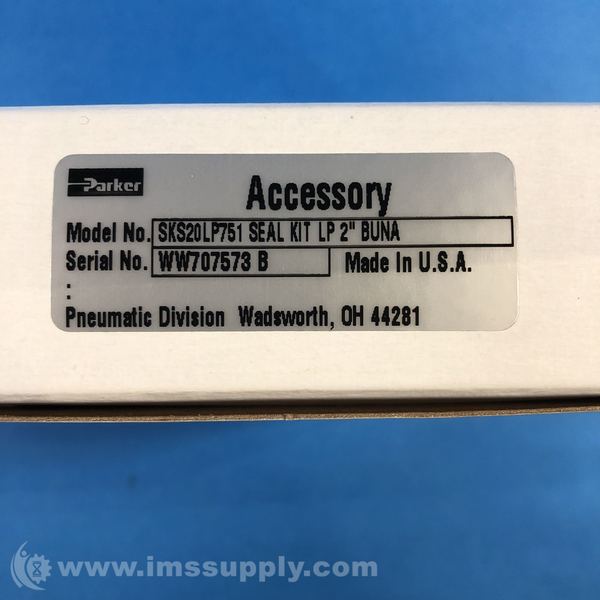 Parker
Accessory
Model No. SKS20LP751 SEAL KIT LP 2" BUNA
Serial No. WW707573 B Made In U.S.A.
:
Pneumatic Division Wadsworth, OH 44281
www.imssupply.com